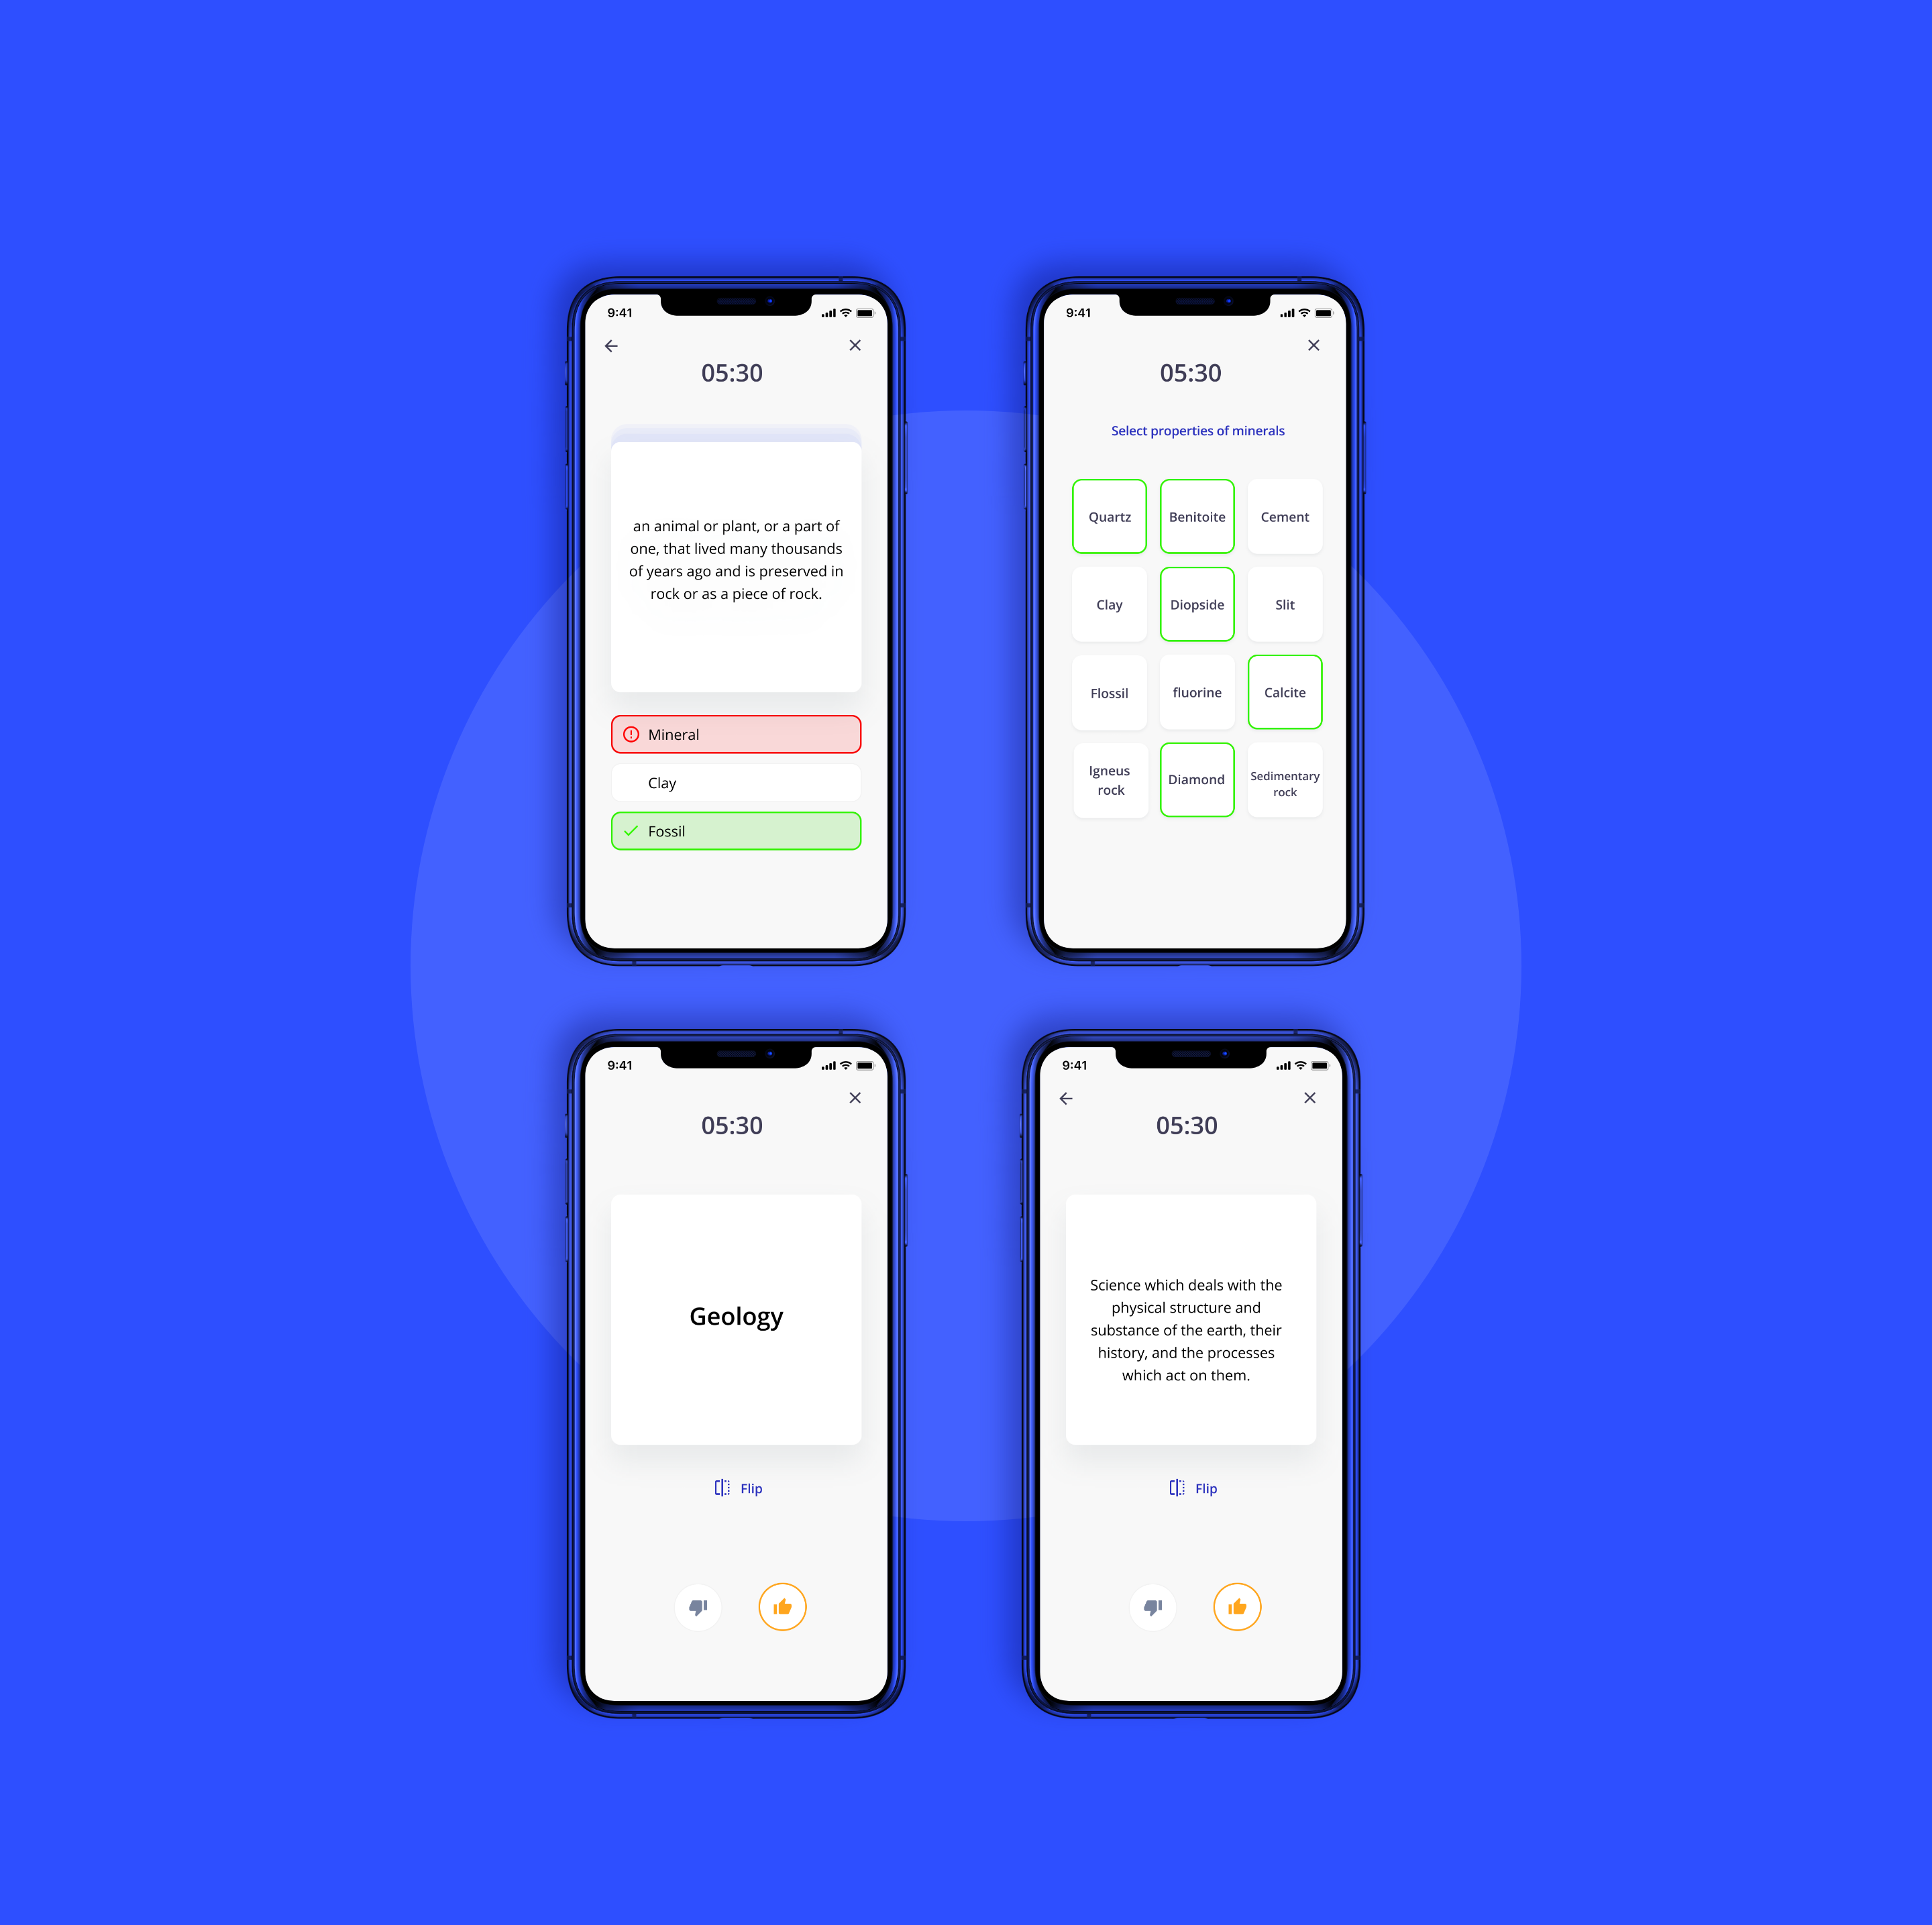 9:41
05:30
an animal or plant, or a part of
one, that lived many thousands
of years ago and is preserved in
rock or as a piece of rock.
Mineral
Clay
Fossil
9:41
05:30
Select properties of minerals
Quartz
Benitoite
Cement
Clay
Diopside
Slit
Flossil
fluorine
Calcite
Igneus
rock
Diamond
Sedimentary
rock
9:41
05:30
Geology
Flip
9:41
05:30
Science which deals with the
physical structure and
substance of the earth, their
history, and the processes
which act on them.
Flip